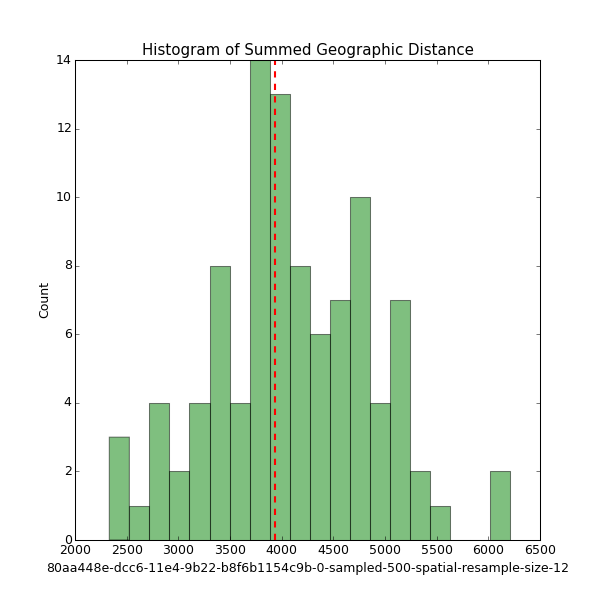 Histogram of Summed Geographic Distance
14
12
10
8
6
4
2
0
Count
2000 2500 3000 3500 4000 4500 5000 5500 6000 6500
80aa448e-dcc6-11e4-9b22-b8f6b1154c9b-0-sampled-500-spatial-resample-size-12